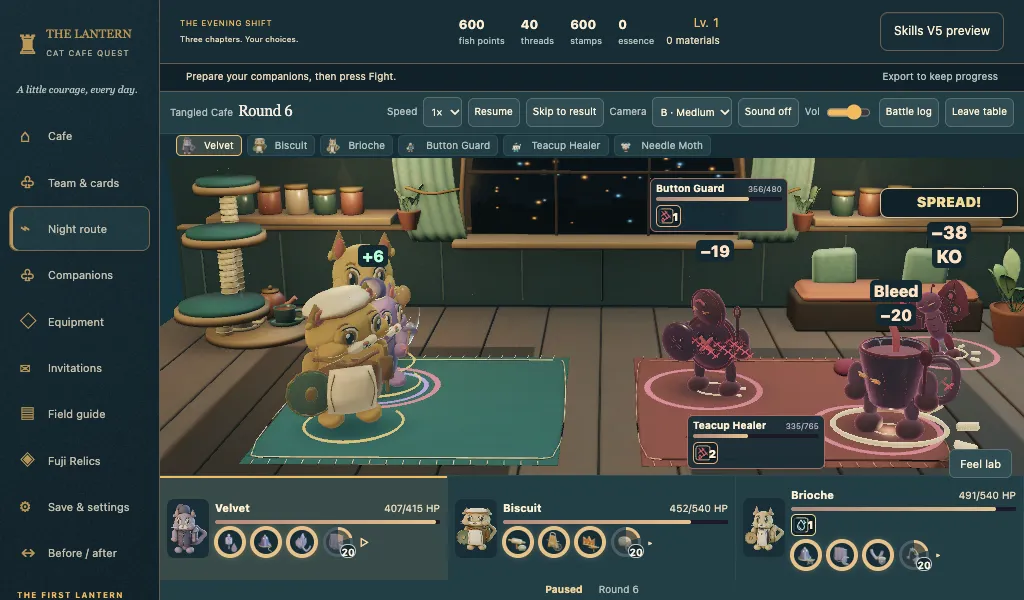 THE LANTERN
CAT CAFE QUEST
A little courage, every day.
Cafe
Team & cards
Night route
Companions
Equipment
Invitations
Field guide
Fuji Relics
Save & settings
Before / after
THE FIRST LANTERN
THE EVENING SHIFT
Three chapters. Your choices.
600 fish points
40 threads
600 stamps
0 essence
Lv. 1
0 materials
Skills V5 preview
Prepare your companions, then press Fight.
Export to keep progress
Tangled Cafe Round 6
Speed 1x Resume Skip to result Camera B · Medium Sound off Vol Battle log Leave table
Velvet Biscuit Brioche Button Guard Teacup Healer Needle Moth
Button Guard 356/480
1
SPREAD!
−38
KO
+6
−19
Bleed
−20
Teacup Healer 335/765
2
Feel lab
Velvet 407/415 HP
20
Biscuit 452/540 HP
20
Brioche 491/540 HP
1
20
Paused Round 6